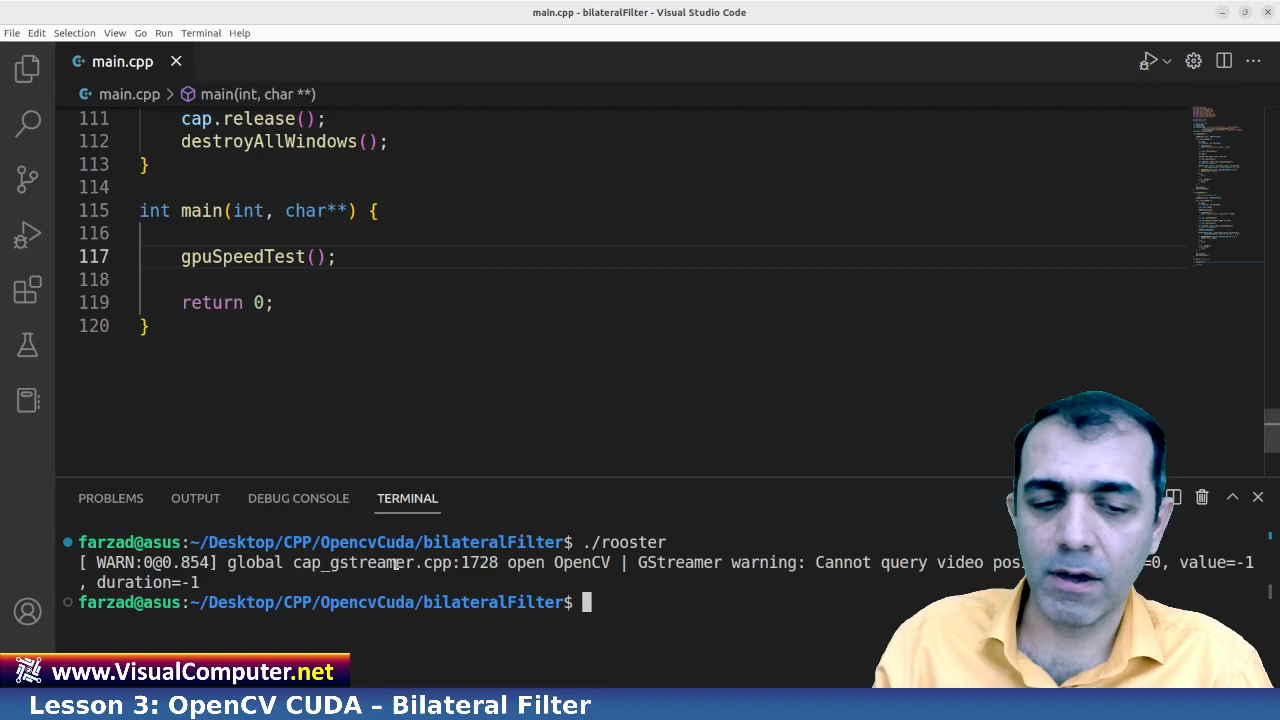 main.cpp - bilateralFilter - Visual Studio Code
File Edit Selection View Go Run Terminal Help
main.cpp
main.cpp > main(int, char **)
111 cap.release();
112 destroyAllWindows();
113 }
114
115 int main(int, char**) {
116
117 gpuSpeedTest();
118
119 return 0;
120 }
PROBLEMS OUTPUT DEBUG CONSOLE TERMINAL
farzad@asus:~/Desktop/CPP/OpencvCuda/bilateralFilter$ ./rooster
[ WARN:0@0.854] global cap_gstreamer.cpp:1728 open OpenCV | GStreamer warning: Cannot query video =0, value=-1
, duration=-1
farzad@asus:~/Desktop/CPP/OpencvCuda/bilateralFilter$
www.VisualComputer.net
Lesson 3: OpenCV CUDA – Bilateral Filter